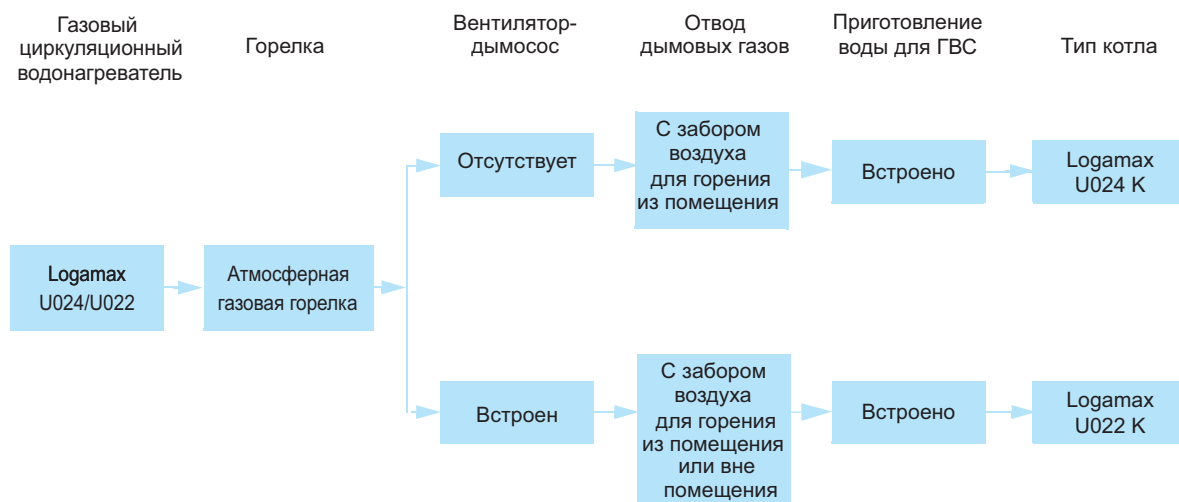 Газовый
циркуляционный
водонагреватель
Горелка
Вентилятор-
дымосос
Отвод
дымовых газов
Приготовление
воды для ГВС
Тип котла
Отсутствует
С забором
воздуха
для горения
из помещения
Встроено
Logamax
U024 K
Logamax
U024/U022
Атмосферная
газовая горелка
Встроен
С забором
воздуха
для горения
из помещения
или вне
помещения
Встроено
Logamax
U022 K